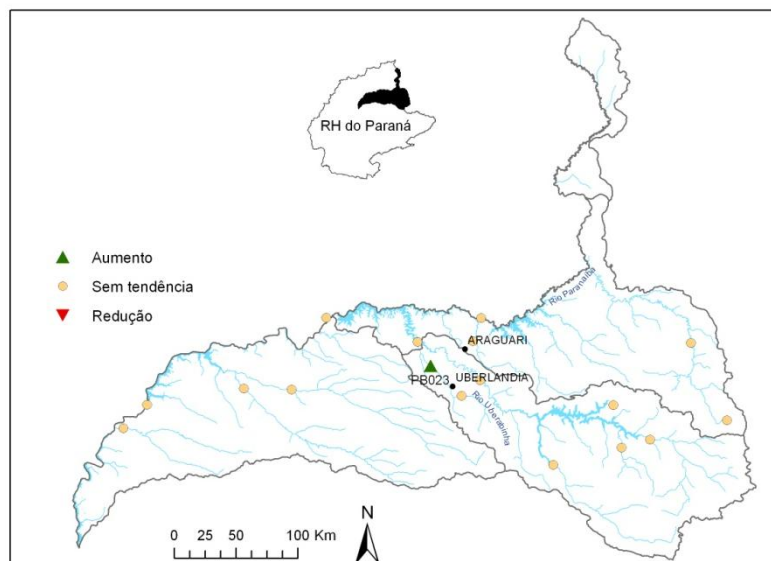 RH do Paraná
Aumento
Sem tendência
Redução
Rio Paranaíba
ARAGUARI
PB023
UBERLANDIA
Rio Uberabinha
N
0 25 50 100 Km